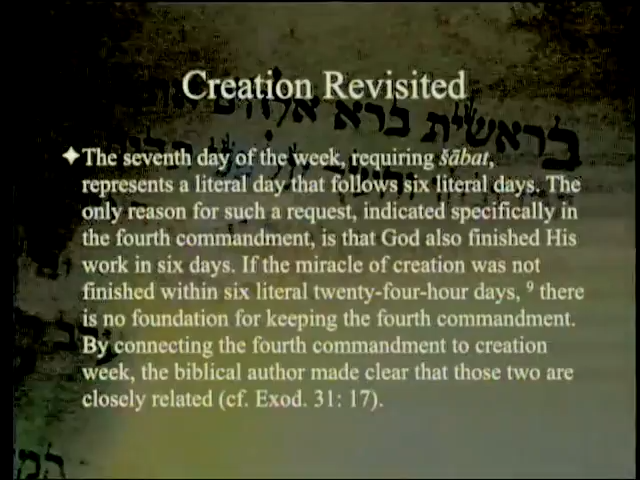 Creation Revisited
בראשית ברא אלהים
✦The seventh day of the week, requiring šābat,
represents a literal day that follows six literal days. The
only reason for such a request, indicated specifically in
the fourth commandment, is that God also finished His
work in six days. If the miracle of creation was not
finished within six literal twenty-four-hour days, ⁹ there
is no foundation for keeping the fourth commandment.
By connecting the fourth commandment to creation
week, the biblical author made clear that those two are
closely related (cf. Exod. 31: 17).